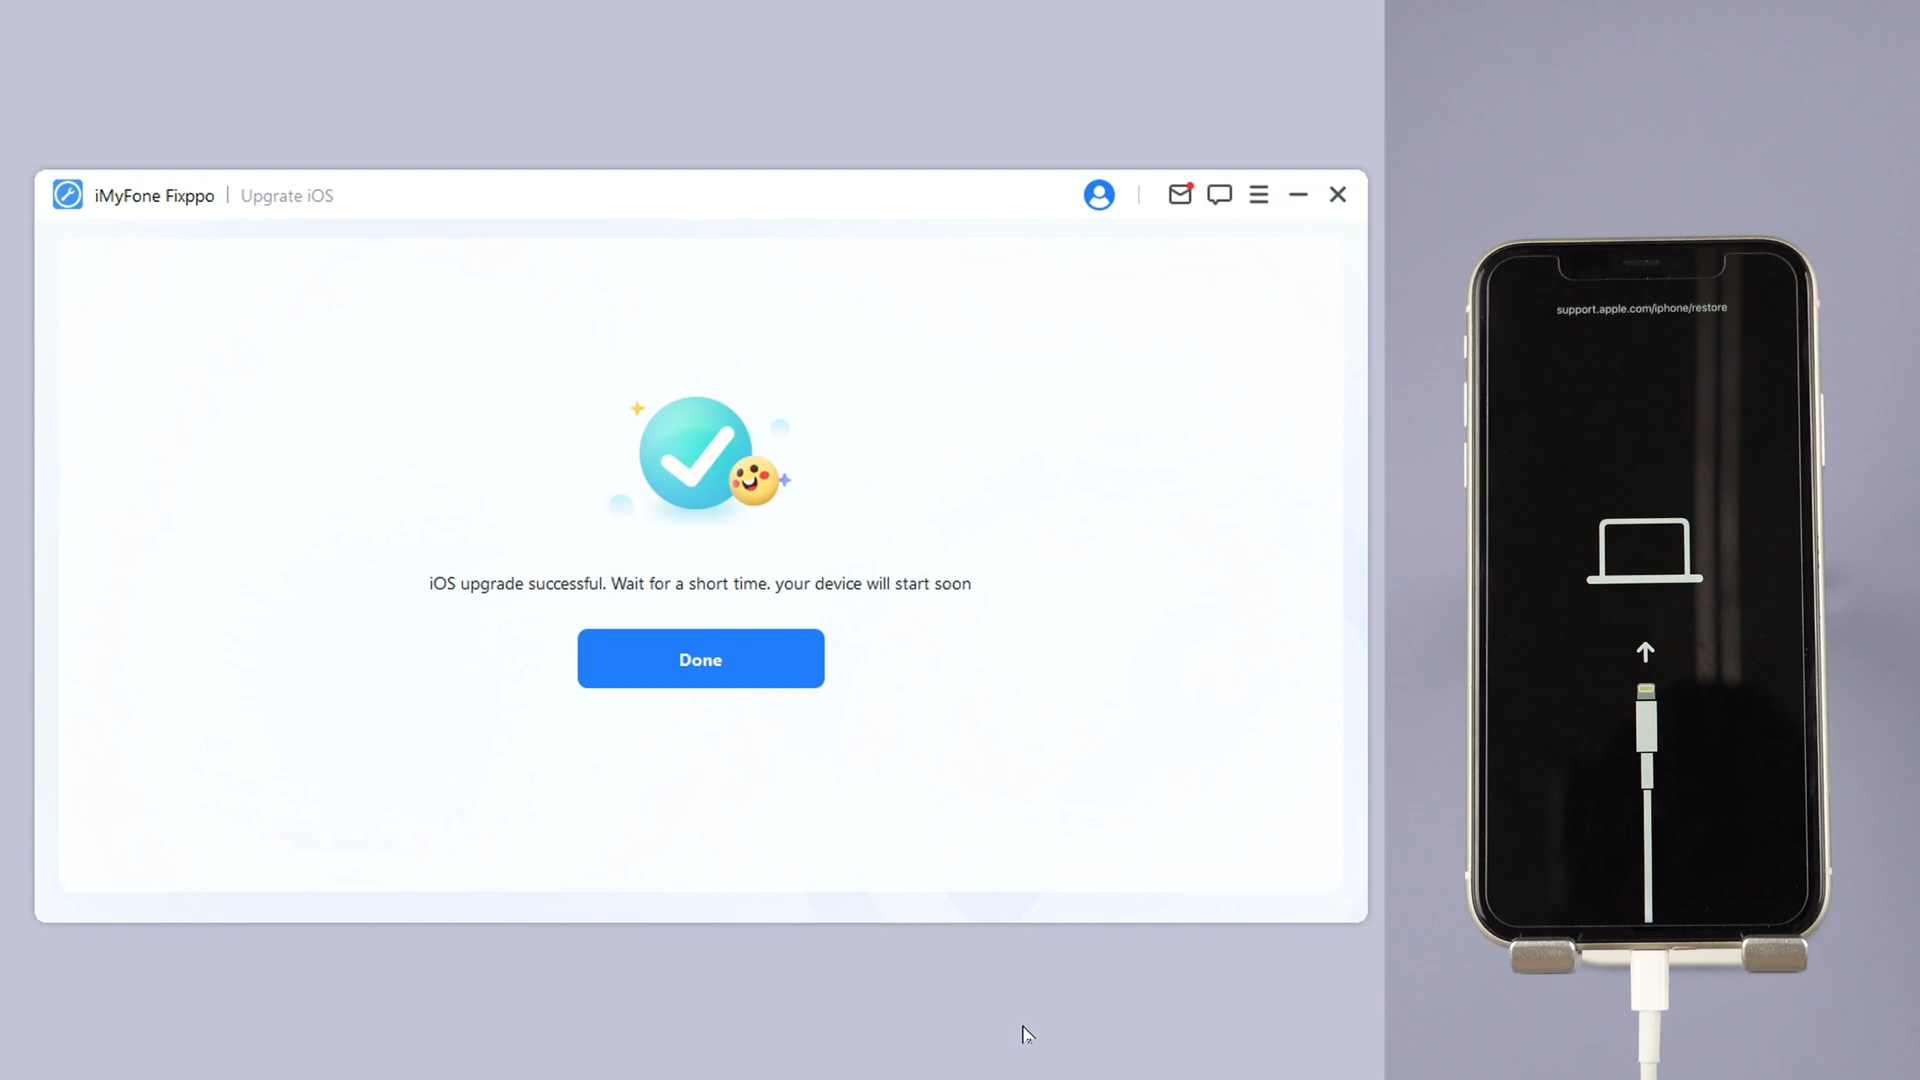 iMyFone Fixppo | Upgrade iOS
iOS upgrade successful. Wait for a short time. your device will start soon
Done
support.apple.com/iphone/restore